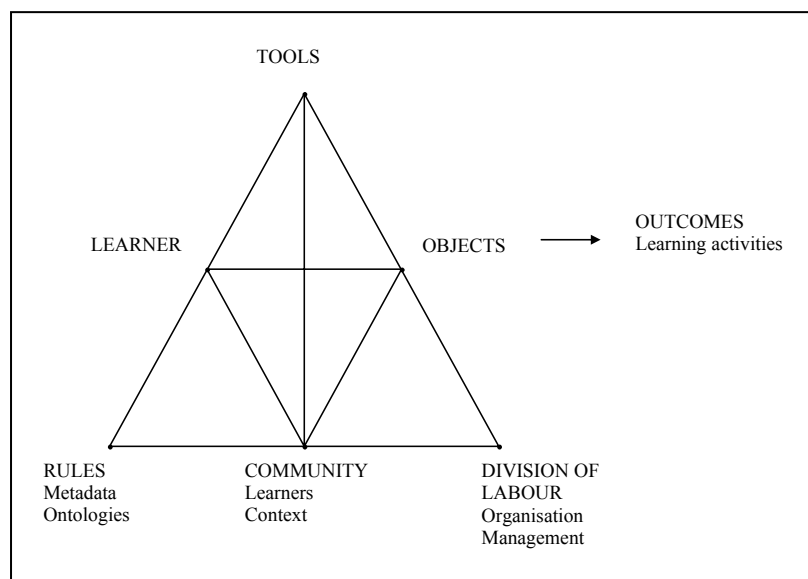 TOOLS
LEARNER
OBJECTS
OUTCOMES
Learning activities
RULES
Metadata
Ontologies
COMMUNITY
Learners
Context
DIVISION OF
LABOUR
Organisation
Management